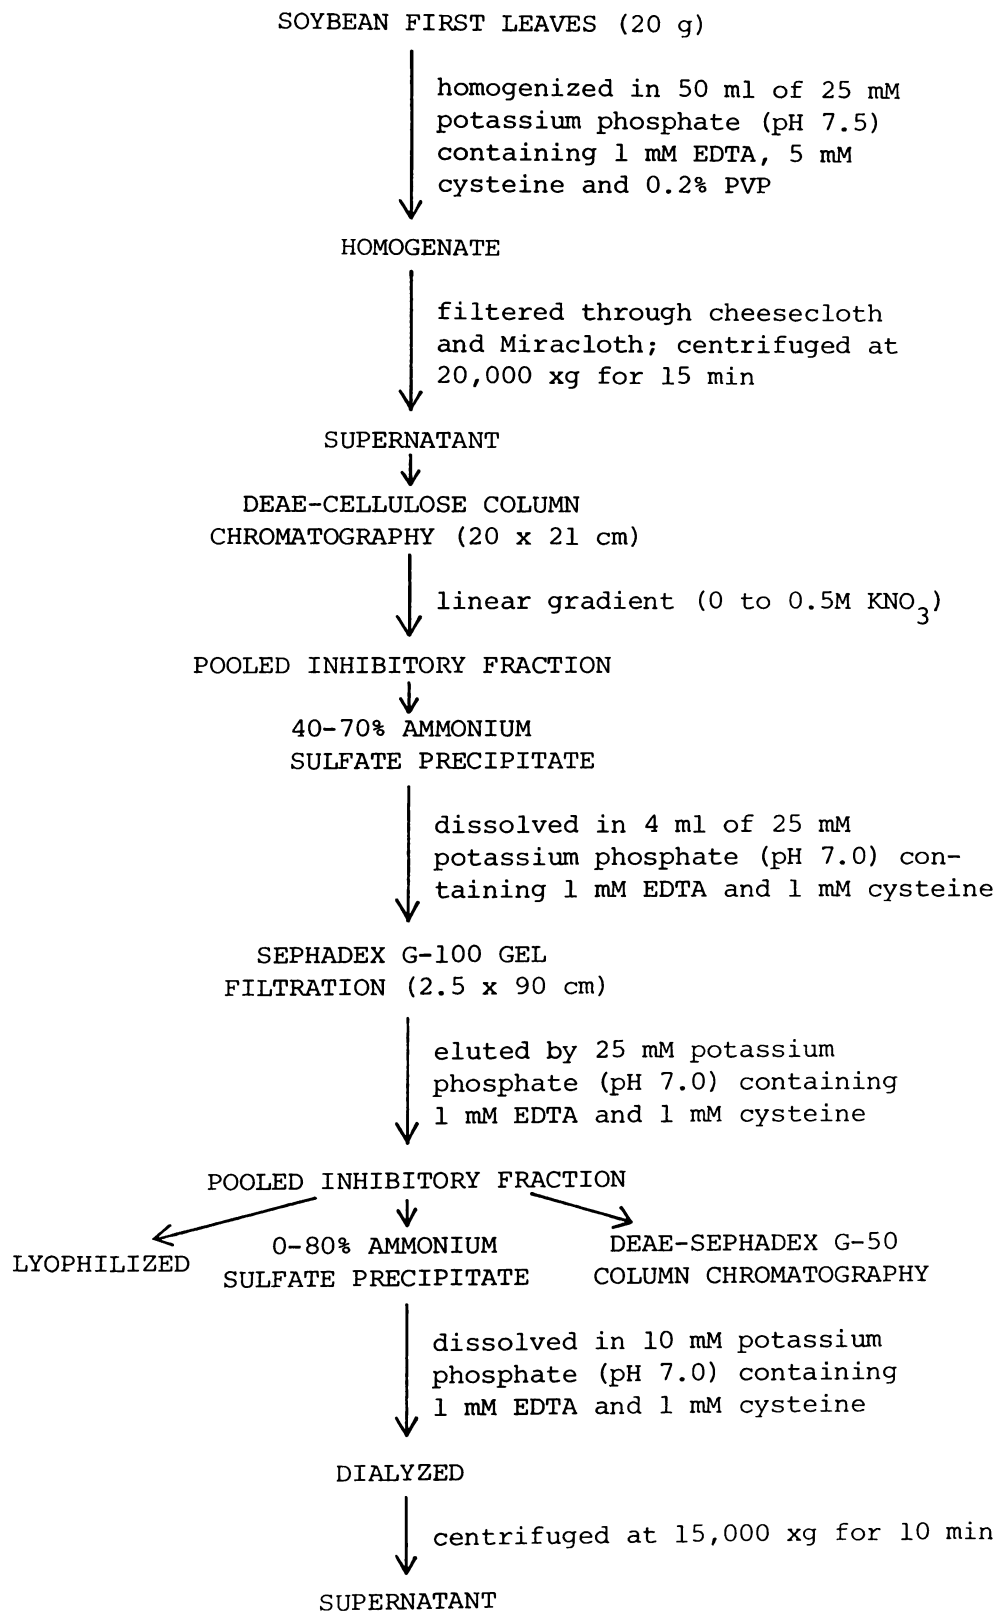 SOYBEAN FIRST LEAVES (20 g)
homogenized in 50 ml of 25 mM
potassium phosphate (pH 7.5)
containing 1 mM EDTA, 5 mM
cysteine and 0.2% PVP
HOMOGENATE
filtered through cheesecloth
and Miracloth; centrifuged at
20,000 xg for 15 min
SUPERNATANT
DEAE-CELLULOSE COLUMN
CHROMATOGRAPHY (20 x 21 cm)
linear gradient (0 to 0.5M KNO3)
POOLED INHIBITORY FRACTION
40-70% AMMONIUM
SULFATE PRECIPITATE
dissolved in 4 ml of 25 mM
potassium phosphate (pH 7.0) con-
taining 1 mM EDTA and 1 mM cysteine
SEPHADEX G-100 GEL
FILTRATION (2.5 x 90 cm)
eluted by 25 mM potassium
phosphate (pH 7.0) containing
1 mM EDTA and 1 mM cysteine
POOLED INHIBITORY FRACTION
LYOPHILIZED
0-80% AMMONIUM
SULFATE PRECIPITATE
DEAE-SEPHADEX G-50
COLUMN CHROMATOGRAPHY
dissolved in 10 mM potassium
phosphate (pH 7.0) containing
1 mM EDTA and 1 mM cysteine
DIALYZED
centrifuged at 15,000 xg for 10 min
SUPERNATANT